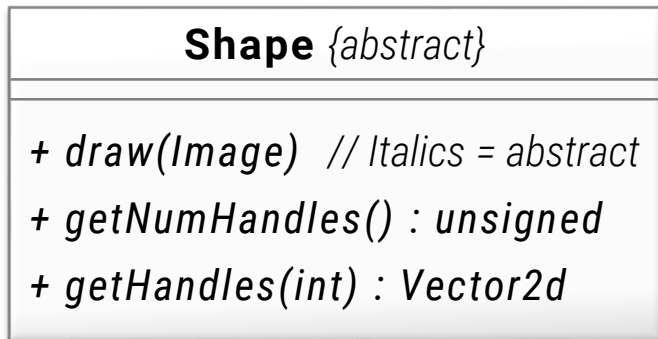 Shape {abstract}
+ draw(Image) // Italics = abstract
+ getNumHandles() : unsigned
+ getHandles(int) : Vector2d